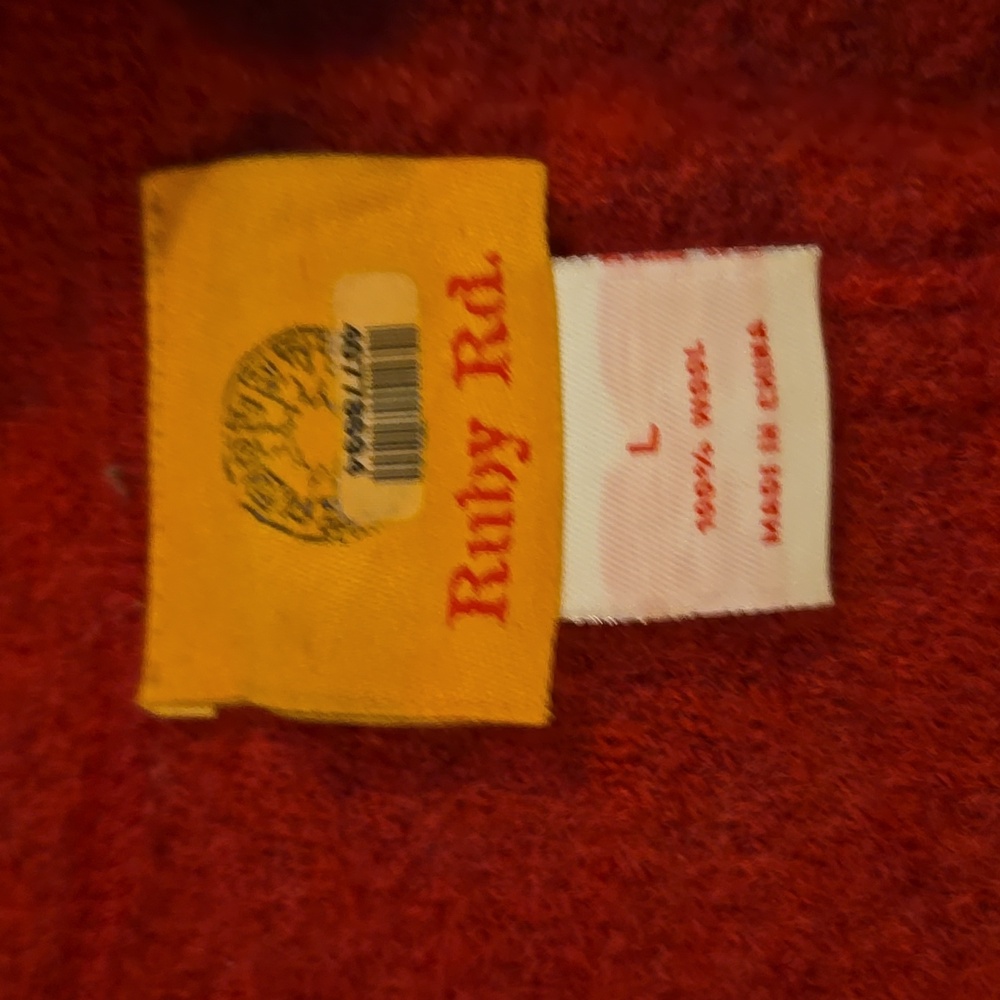 Ruby Rd.
L
100% WOOL
MADE IN CHINA